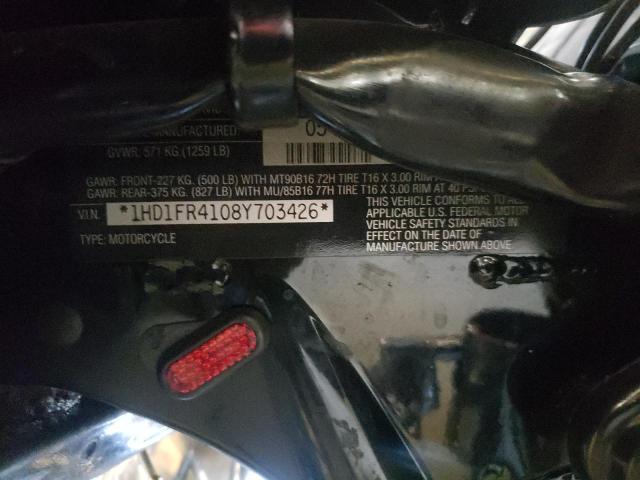 MANUFACTURED:
05
GVWR: 571 KG. (1259 LB)
GAWR: FRONT-227 KG. (500 LB) WITH MT90B16 72H TIRE T16 X 3.00 RIM
GAWR: REAR-375 KG. (827 LB) WITH MU/85B16 77H TIRE T16 X 3.00 RIM AT 40
V.I.N. *1HD1FR4108Y703426*
TYPE: MOTORCYCLE
THIS VEHICLE CONFORMS TO ALL
APPLICABLE U.S. FEDERAL MOTOR
VEHICLE SAFETY STANDARDS
IN EFFECT ON THE DATE OF
MANUFACTURE SHOWN ABOVE